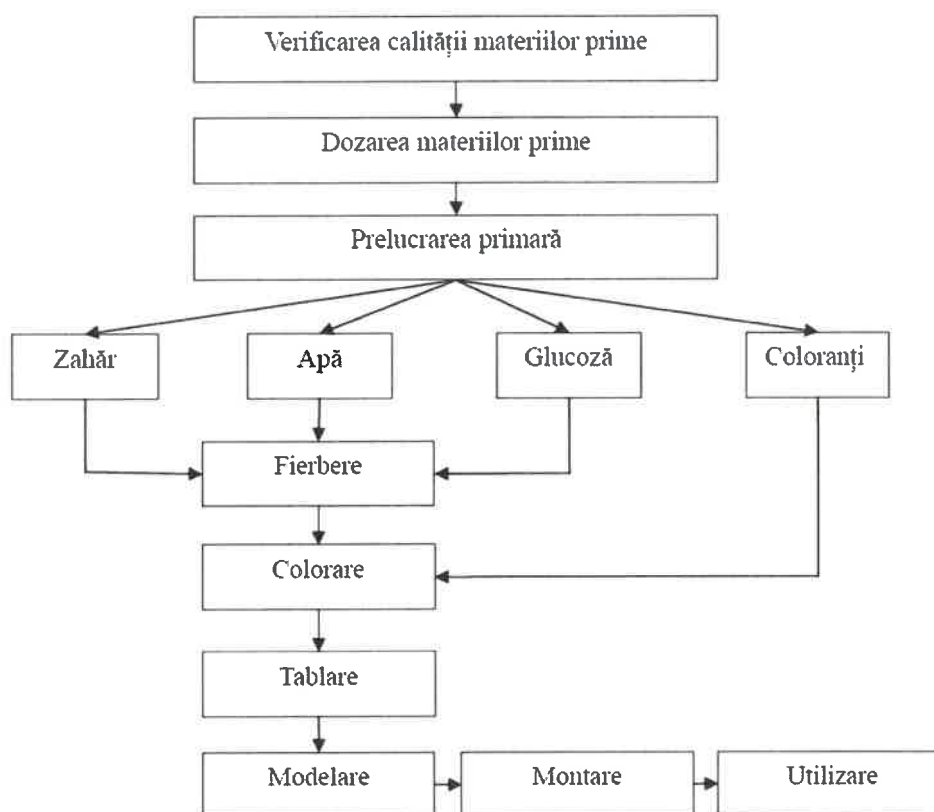 Verificarea calității materiilor prime
Dozarea materiilor prime
Prelucrarea primară
Zahăr
Apă
Glucoză
Coloranți
Fierbere
Colorare
Tablare
Modelare
Montare
Utilizare